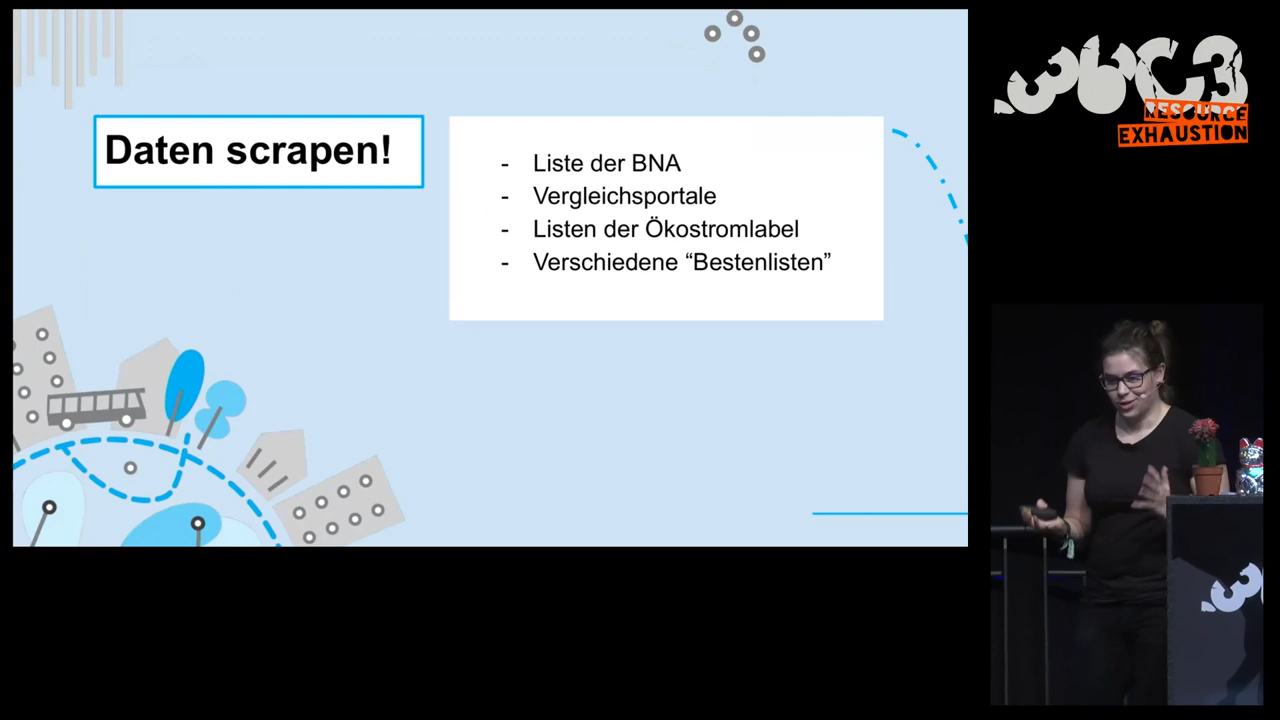 Daten scrapen!
- Liste der BNA
- Vergleichsportale
- Listen der Ökostromlabel
- Verschiedene “Bestenlisten”
36C3
RESOURCE
EXHAUSTION